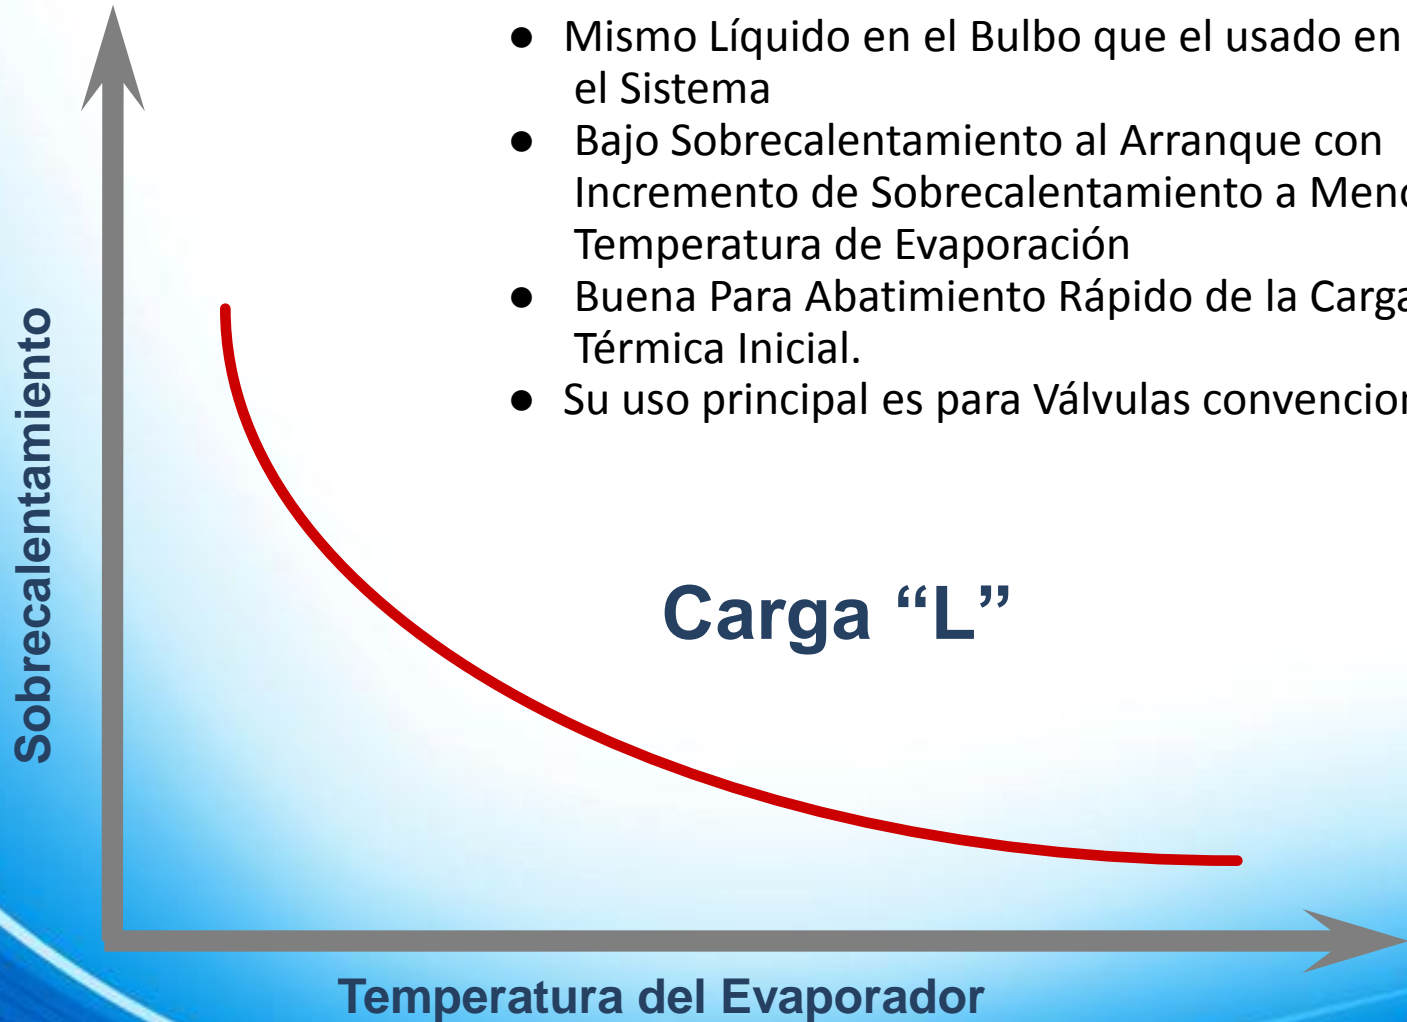 ● Mismo Líquido en el Bulbo que el usado en
el Sistema
● Bajo Sobrecalentamiento al Arranque con
Incremento de Sobrecalentamiento a
Temperatura de Evaporación
● Buena Para Abatimiento Rápido de la Carga
Térmica Inicial.
● Su uso principal es para Válvulas
Sobrecalentamiento
Carga “L”
Temperatura del Evaporador